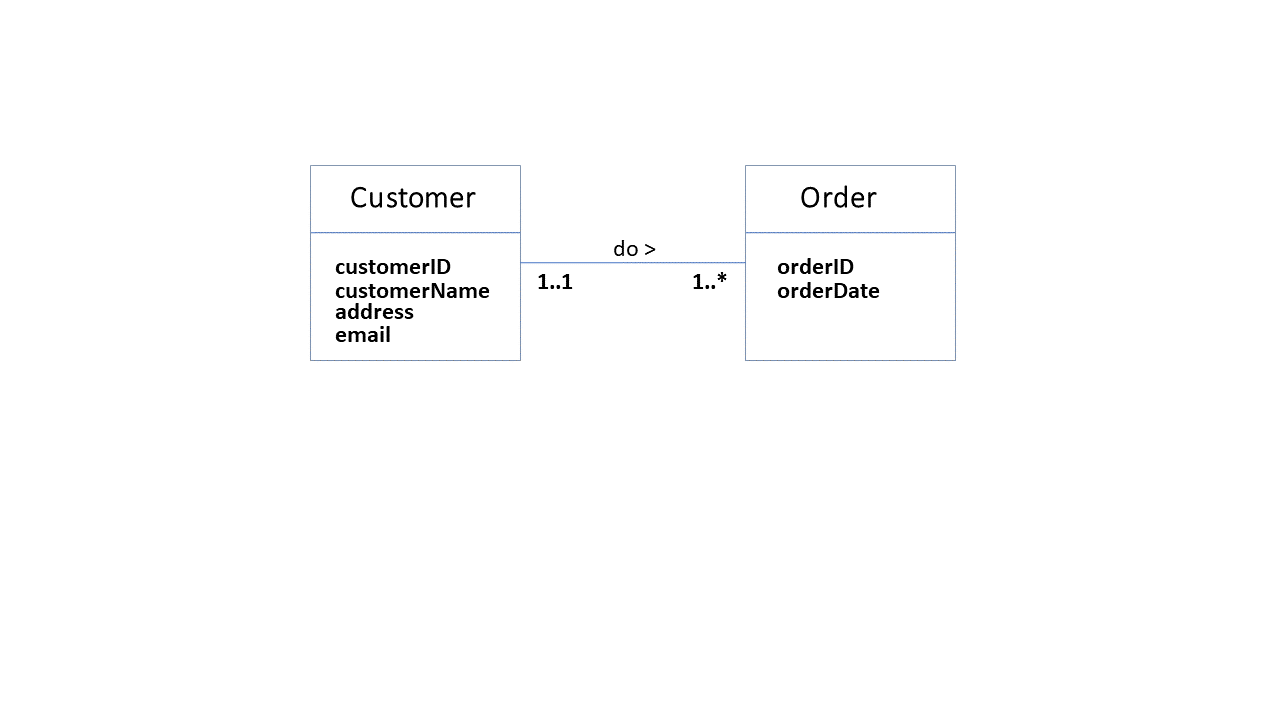 Customer
customerID
customerName
address
email
do >
1..1
1..*
Order
orderID
orderDate